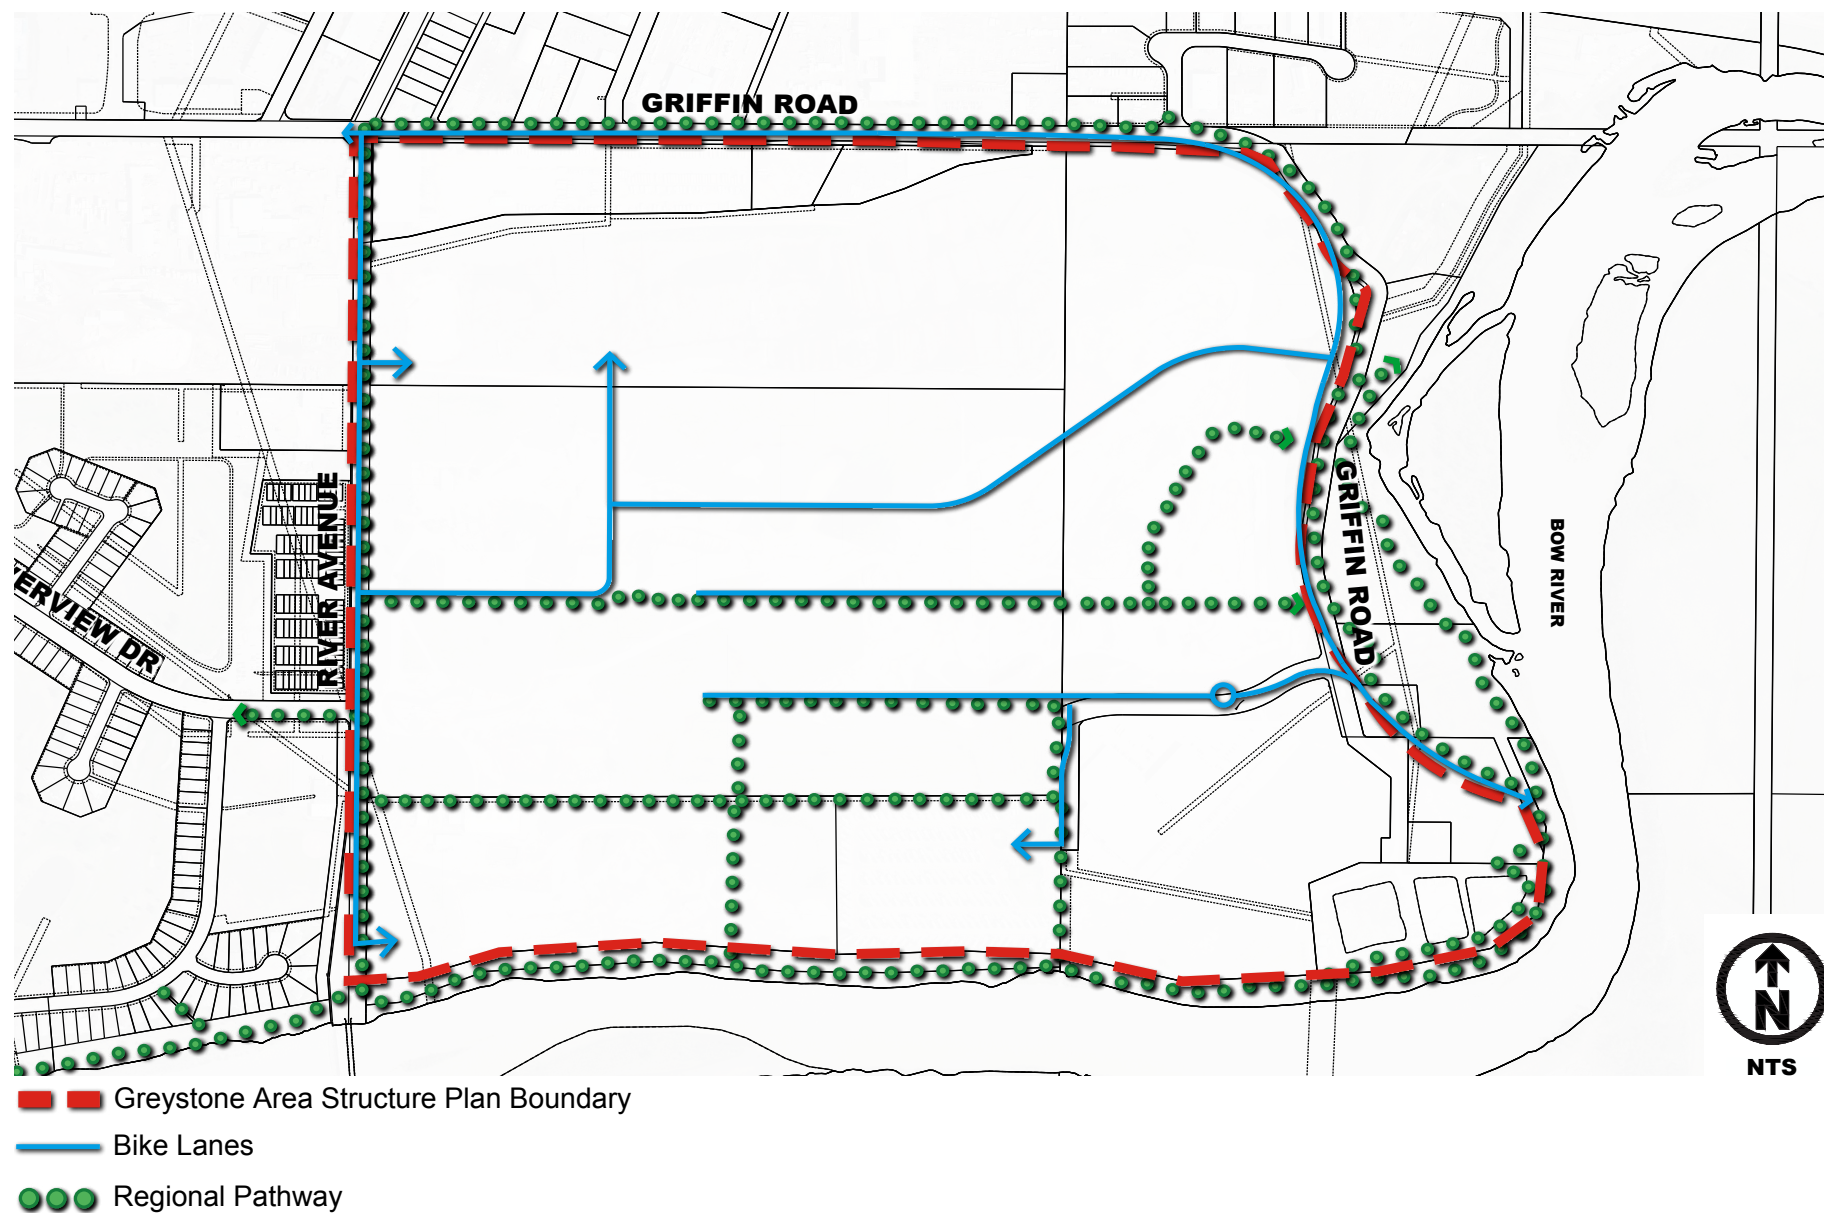 GRIFFIN ROAD
RIVER AVENUE
GRIFFIN ROAD
BOW RIVER
ERVIEW DR
N
NTS
Greystone Area Structure Plan Boundary
Bike Lanes
Regional Pathway